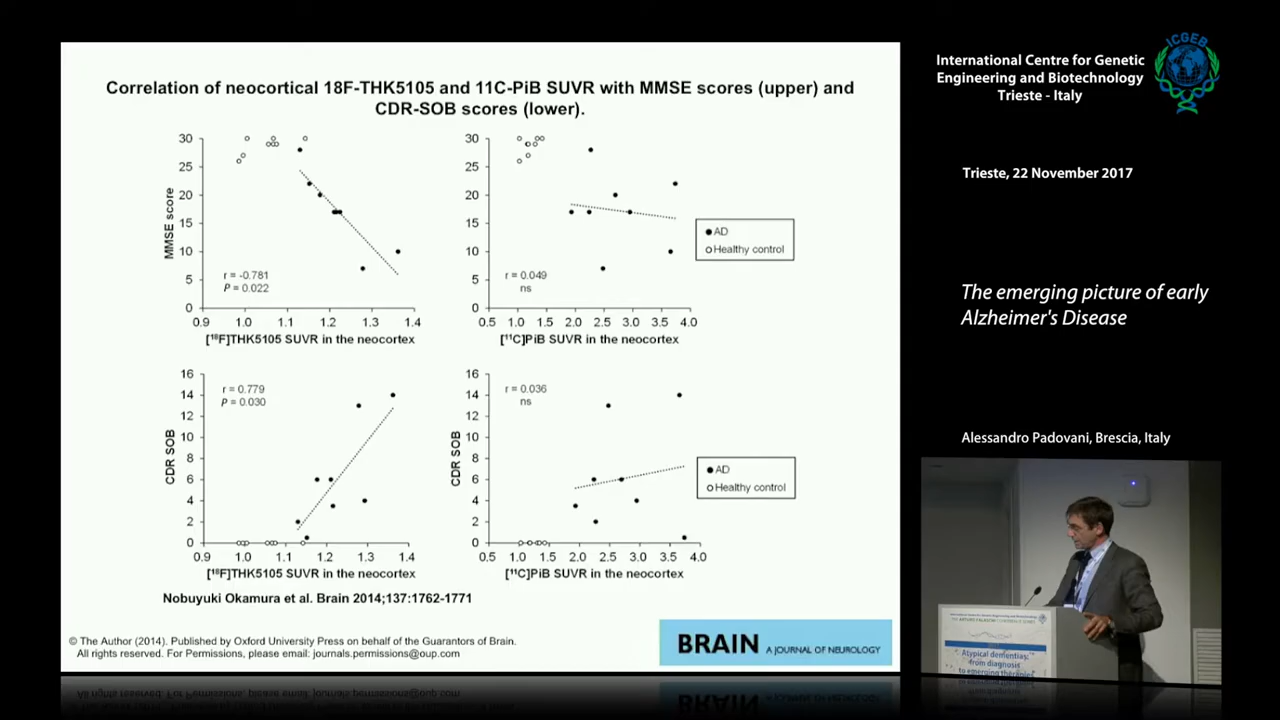 Correlation of neocortical 18F-THK5105 and 11C-PiB SUVR with MMSE scores (upper) and
CDR-SOB scores (lower).
MMSE score
30
25
20
15
10
5
0
r = -0.781
P = 0.022
0.9 1.0 1.1 1.2 1.3 1.4
[¹⁸F]THK5105 SUVR in the neocortex
30
25
20
15
10
5
0
r = 0.049
ns
0.5 1.0 1.5 2.0 2.5 3.0 3.5 4.0
[¹¹C]PiB SUVR in the neocortex
AD
Healthy control
CDR SOB
16
14
12
10
8
6
4
2
0
r = 0.779
P = 0.030
0.9 1.0 1.1 1.2 1.3 1.4
[¹⁸F]THK5105 SUVR in the neocortex
CDR SOB
16
14
12
10
8
6
4
2
0
r = 0.036
ns
0.5 1.0 1.5 2.0 2.5 3.0 3.5 4.0
[¹¹C]PiB SUVR in the neocortex
AD
Healthy control
Nobuyuki Okamura et al. Brain 2014;137:1762-1771
© The Author (2014). Published by Oxford University Press on behalf of the Guarantors of Brain.
All rights reserved. For Permissions, please email: journals.permissions@oup.com
BRAIN A JOURNAL OF NEUROLOGY
International Centre for Genetic
Engineering and Biotechnology
Trieste - Italy
ICGEB
Trieste, 22 November 2017
The emerging picture of early
Alzheimer's Disease
Alessandro Padovani, Brescia, Italy
Atypical dementias:
from diagnosis
to emerging therapies